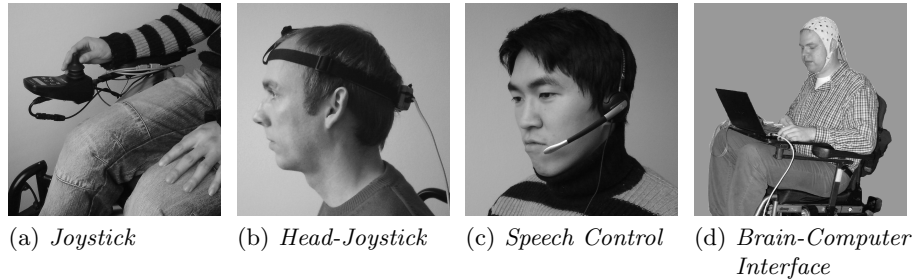 (a) Joystick
(b) Head-Joystick
(c) Speech Control
(d) Brain-Computer
Interface